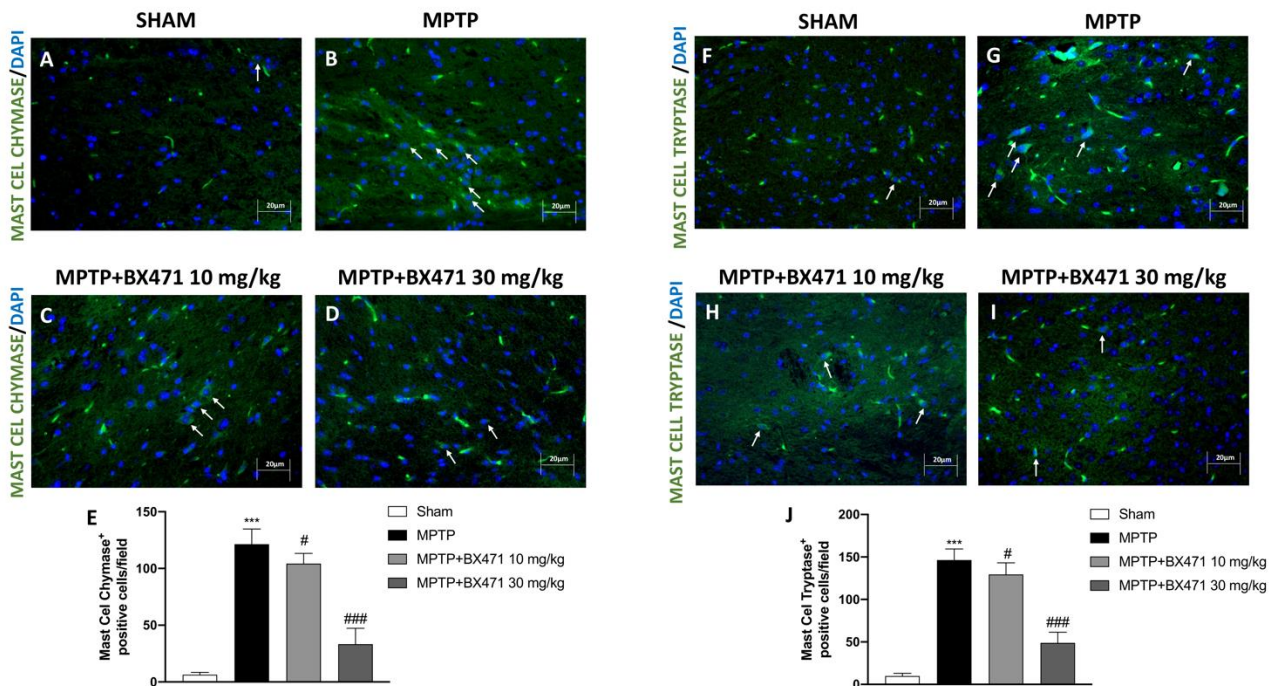 SHAM
MPTP
MAST CEL CHYMASE/DAPI
A
20µm
B
20µm
MPTP+BX471 10 mg/kg
MPTP+BX471 30 mg/kg
MAST CEL CHYMASE/DAPI
C
20µm
D
20µm
E
Mast Cel Chymase+
positive cells/field
150
100
50
0
***
#
###
Sham
MPTP
MPTP+BX471 10 mg/kg
MPTP+BX471 30 mg/kg
SHAM
MPTP
MAST CELL TRYPTASE /DAPI
F
20µm
G
20µm
MPTP+BX471 10 mg/kg
MPTP+BX471 30 mg/kg
MAST CELL TRYPTASE /DAPI
H
20µm
I
20µm
J
Mast Cel Tryptase+
positive cells/field
200
150
100
50
0
***
#
###
Sham
MPTP
MPTP+BX471 10 mg/kg
MPTP+BX471 30 mg/kg